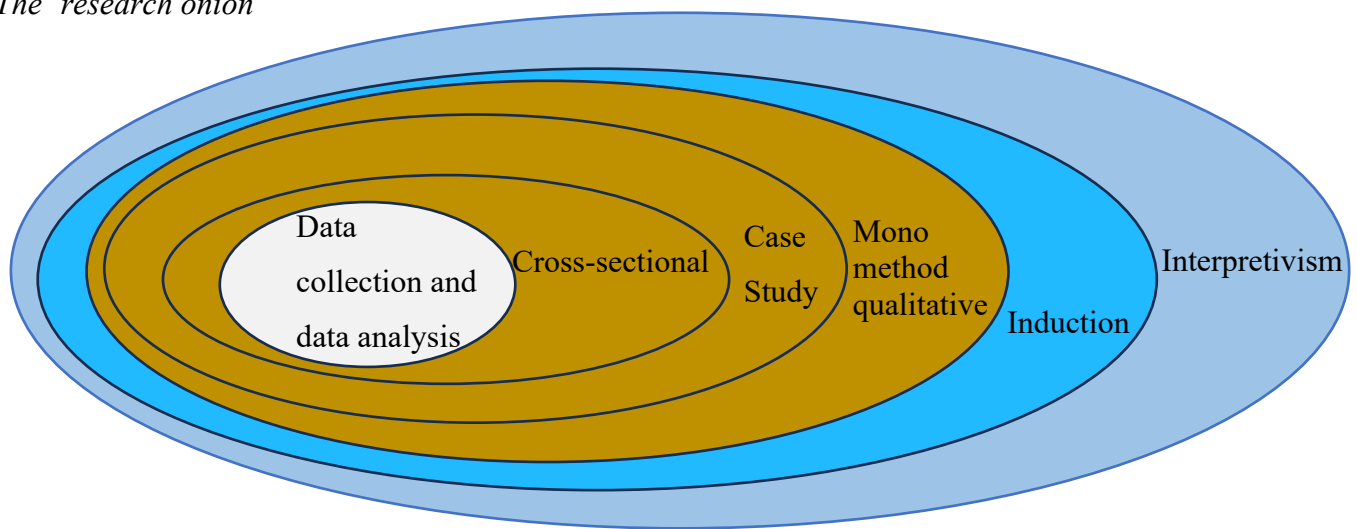 The "research onion
Data
collection and
data analysis
Cross-sectional
Case
Study
Mono
method
qualitative
Induction
Interpretivism